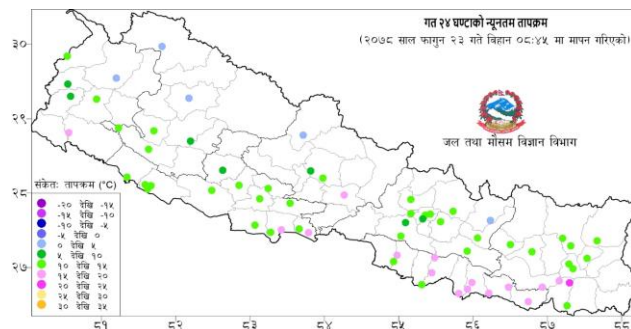 गत २४ घण्टाको न्यूनतम तापक्रम
(२०७८ साल फागुन २३ गते बिहान ०८:४५ मा मापन गरिएको)
३०
२९
जल तथा मौसम विज्ञान विभाग
२८
संकेतः तापक्रम (°C)
-२० देखि -१५
-१५ देखि -१०
-१० देखि -५
-५ देखि ०
० देखि ५
५ देखि १०
१० देखि १५
१५ देखि २०
२० देखि २५
२५ देखि ३०
३० देखि ३५
२७
८१ ८२ ८३ ८४ ८५ ८६ ८७ ८८